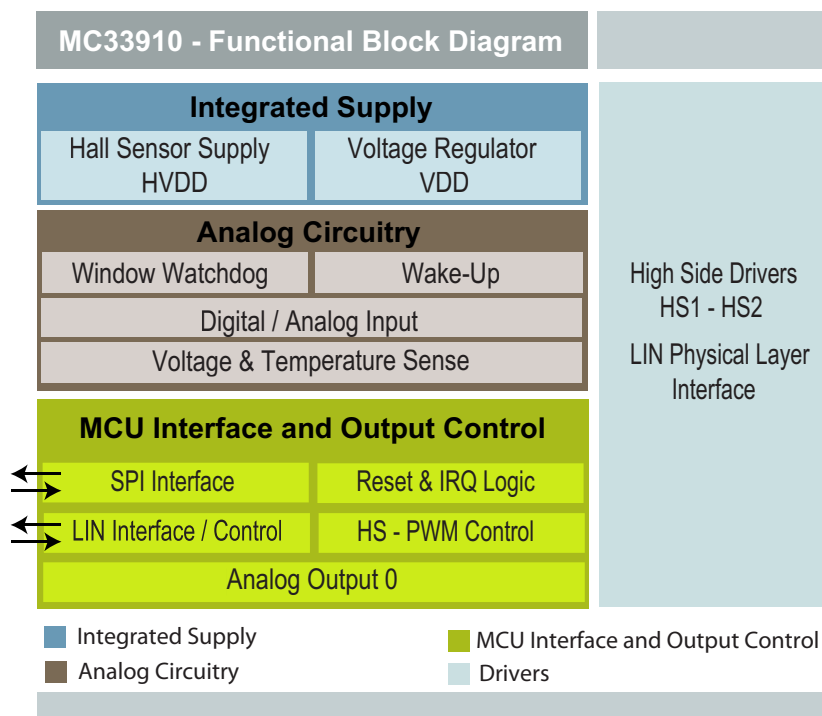 MC33910 - Functional Block Diagram
Integrated Supply
Hall Sensor Supply
HVDD
Voltage Regulator
VDD
Analog Circuitry
Window Watchdog
Wake-Up
Digital / Analog Input
Voltage & Temperature Sense
MCU Interface and Output Control
SPI Interface
Reset & IRQ Logic
LIN Interface / Control
HS - PWM Control
Analog Output 0
High Side Drivers
HS1 - HS2
LIN Physical Layer
Interface
Integrated Supply
Analog Circuitry
MCU Interface and Output Control
Drivers